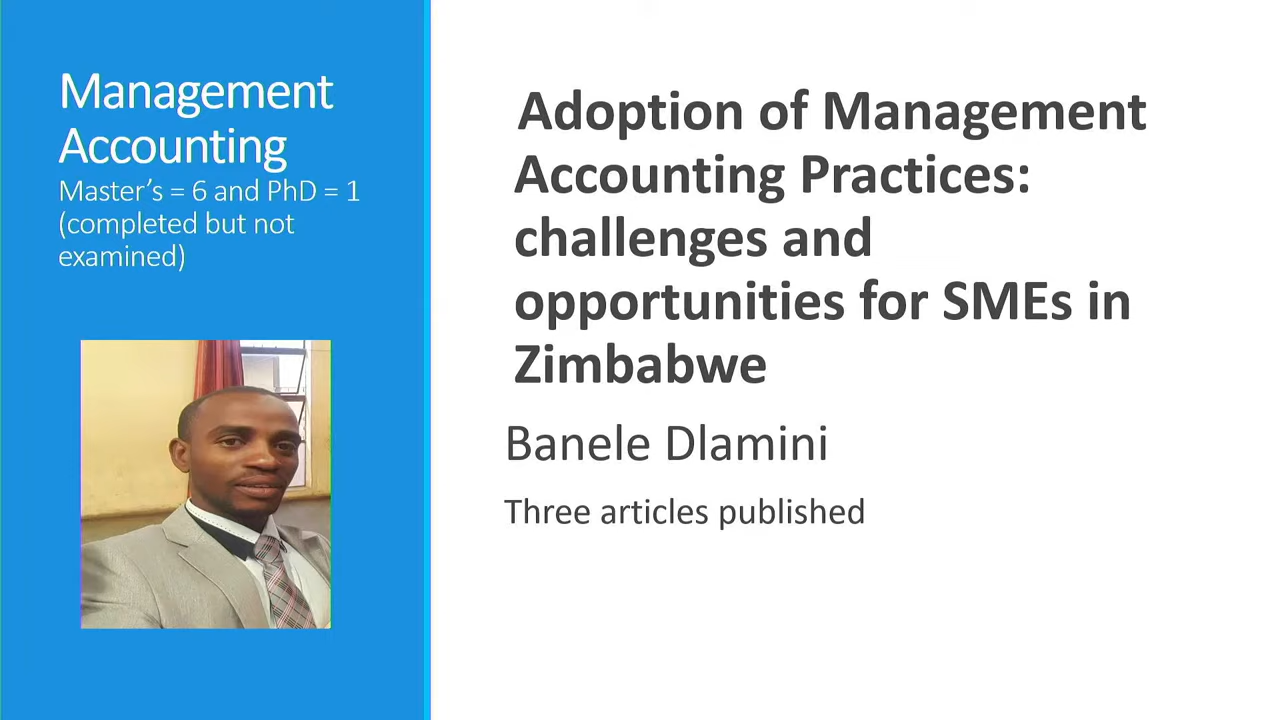 Management
Accounting
Master’s = 6 and PhD = 1
(completed but not
examined)
Adoption of Management
Accounting Practices:
challenges and
opportunities for SMEs in
Zimbabwe
Banele Dlamini
Three articles published